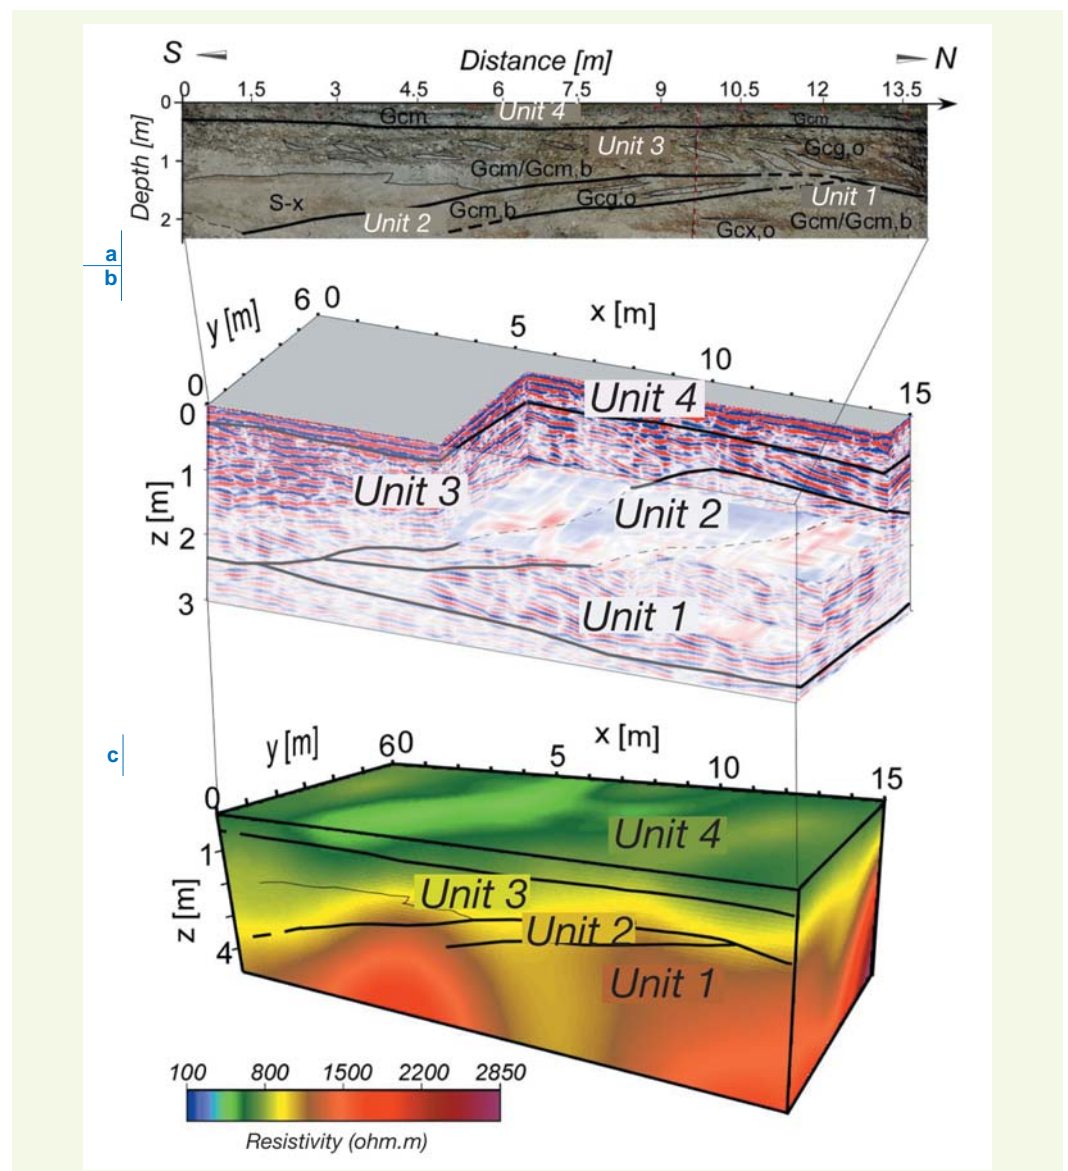 S N
Distance [m]
0 1.5 3 4.5 6 7.5 9 10.5 12 13.5
Depth [m]
0
1
2
Gcm Unit 4 Gcm
Unit 3 Gcg,o
Gcm/Gcm,b
S-x Gcm,b Gcg,o Unit 1
Unit 2 Gcx,o Gcm/Gcm,b
a
b
y [m] 6 0 x [m]
5
10
15
0
0
1
2
3
z [m]
Unit 4
Unit 3
Unit 2
Unit 1
c
y [m] 6 0 x [m]
5
10
15
0
1
4
z [m]
Unit 4
Unit 3
Unit 2
Unit 1
100 800 1500 2200 2850
Resistivity (ohm.m)